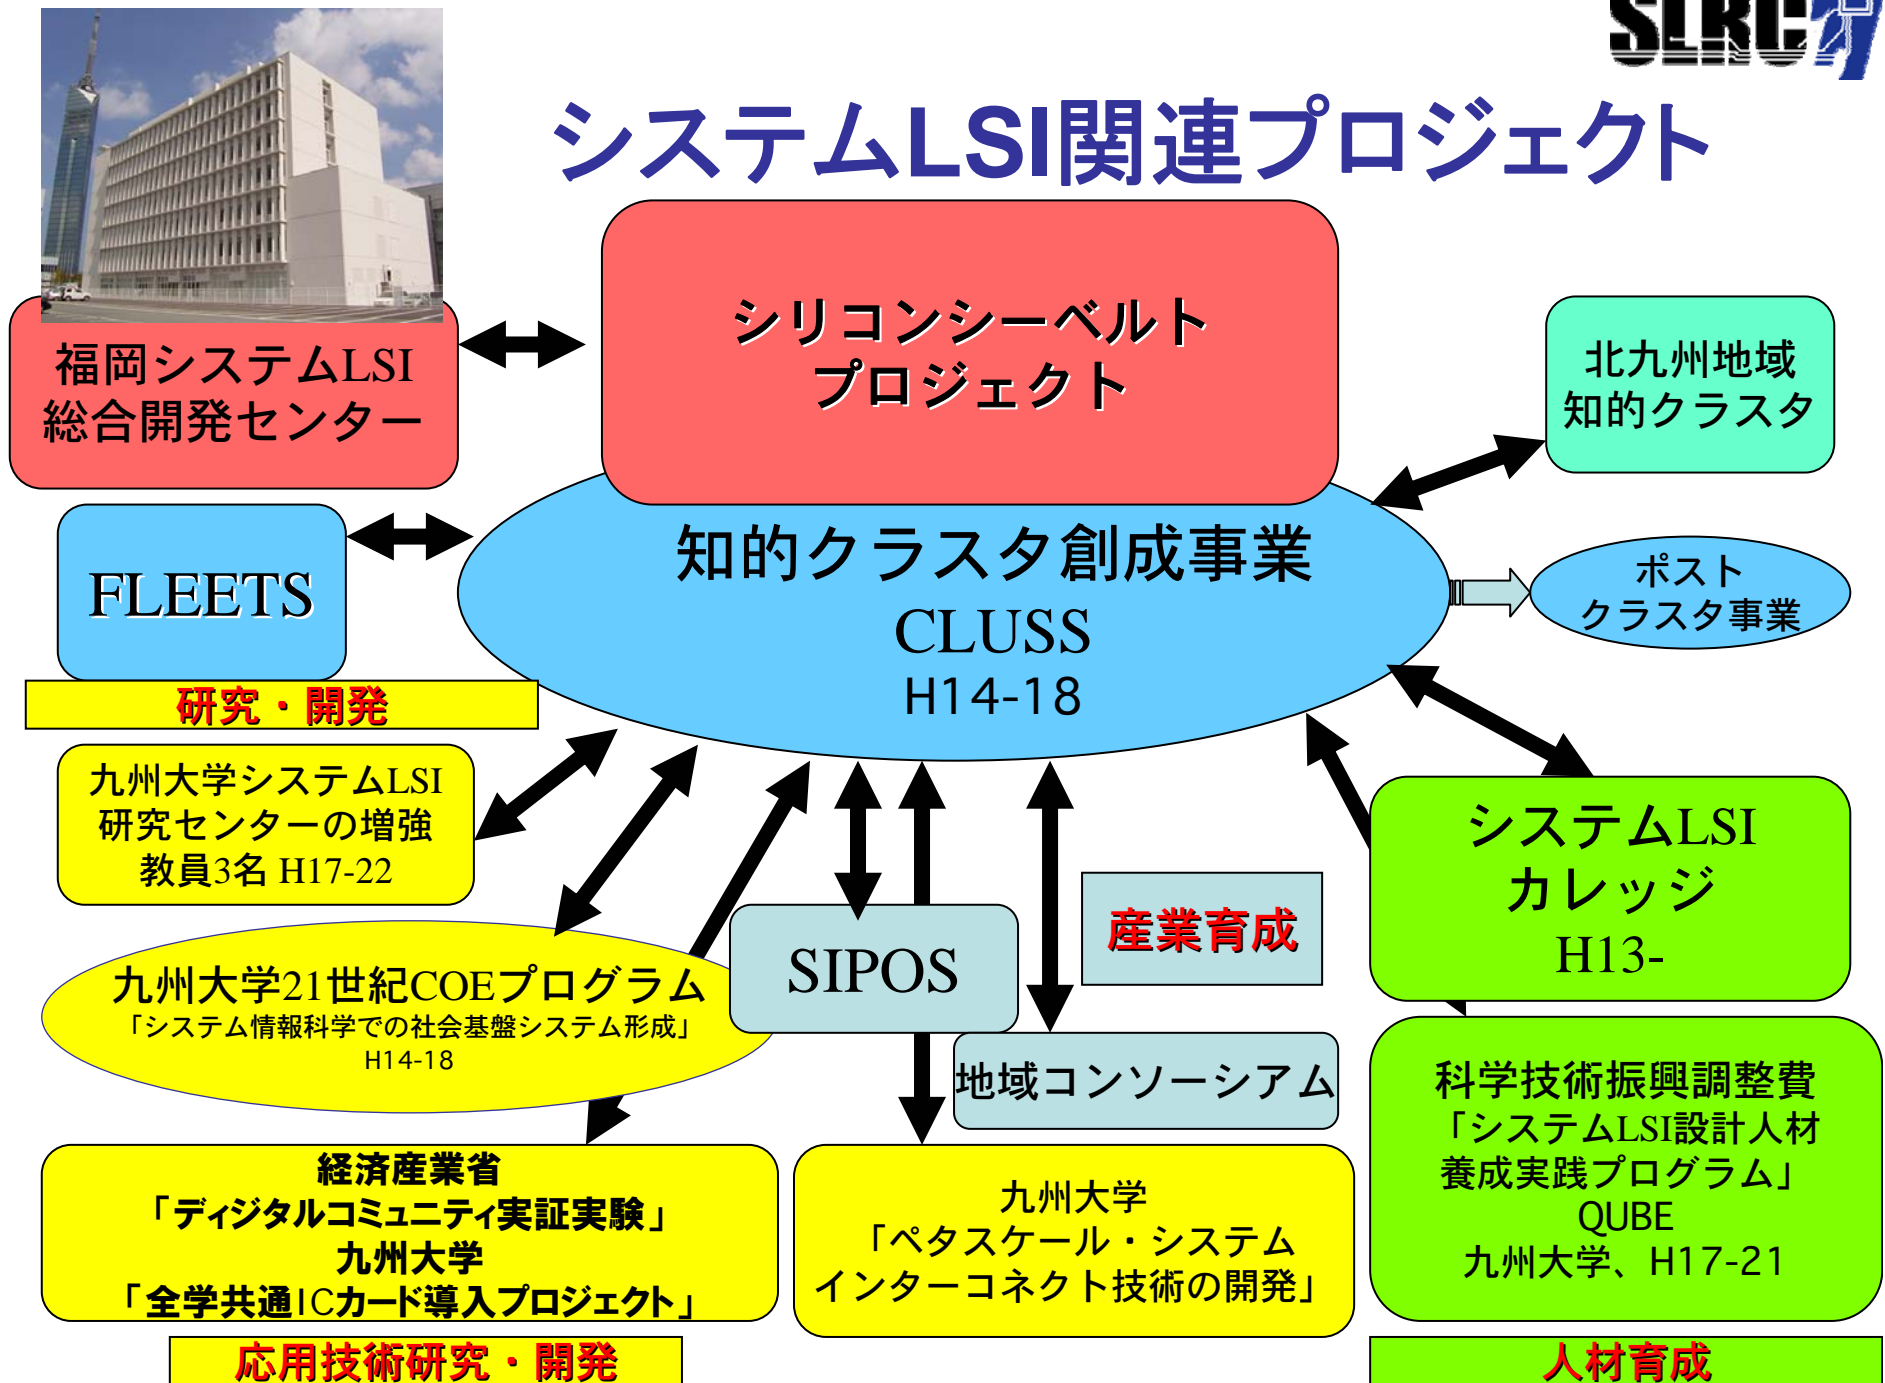 SLRC
システムLSI関連プロジェクト
シリコンシーベルト
プロジェクト
福岡システムLSI
総合開発センター
北九州地域
知的クラスタ
知的クラスタ創成事業
CLUSS
H14-18
ポスト
クラスタ事業
FLEETS
研究・開発
九州大学システムLSI
研究センターの増強
教員3名 H17-22
システムLSI
カレッジ
H13-
産業育成
SIPOS
九州大学21世紀COEプログラム
「システム情報科学での社会基盤システム形成」
H14-18
地域コンソーシアム
科学技術振興調整費
「システムLSI設計人材
養成実践プログラム」
QUBE
九州大学、H17-21
経済産業省
「ディジタルコミュニティ実証実験」
九州大学
「全学共通ICカード導入プロジェクト」
九州大学
「ペタスケール・システム
インターコネクト技術の開発」
応用技術研究・開発
人材育成